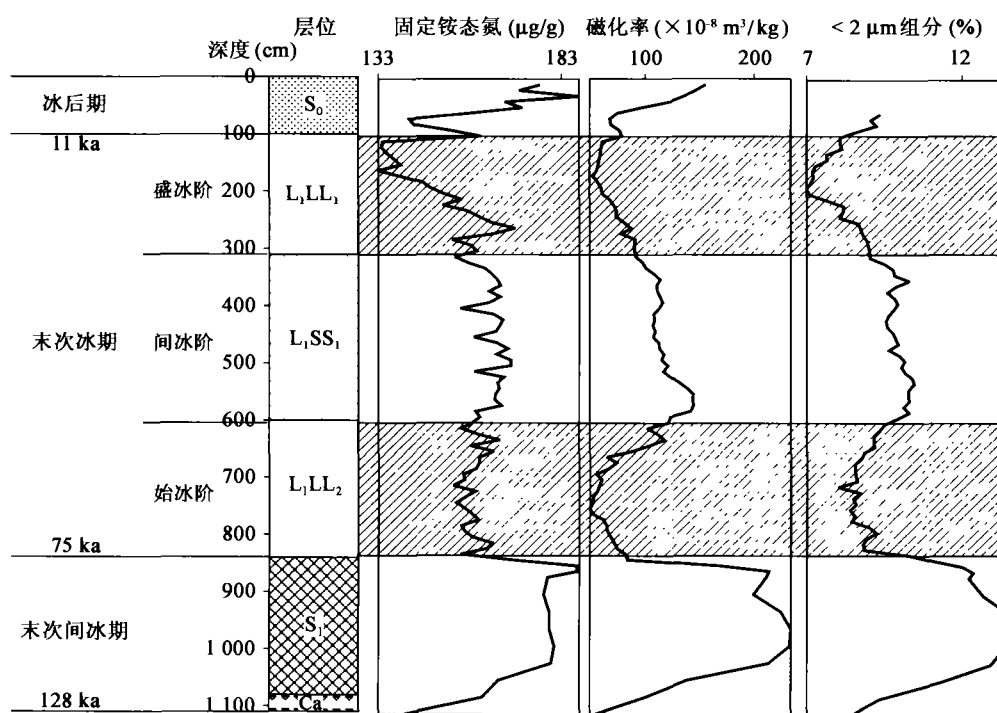 层位 固定铵态氮 (μg/g) 磁化率 (×10⁻⁸ m³/kg) < 2 μm 组分 (%)
深度 (cm) 133 183 100 200 7 12
0
冰后期 S₀
100
11 ka
盛冰阶 200 L₁LL₁
300
400
末次冰期 间冰阶 L₁SS₁
500
600
700
始冰阶 L₁LL₂
800
75 ka
900
末次间冰期 S₁
1 000
128 ka 1 100 Ca